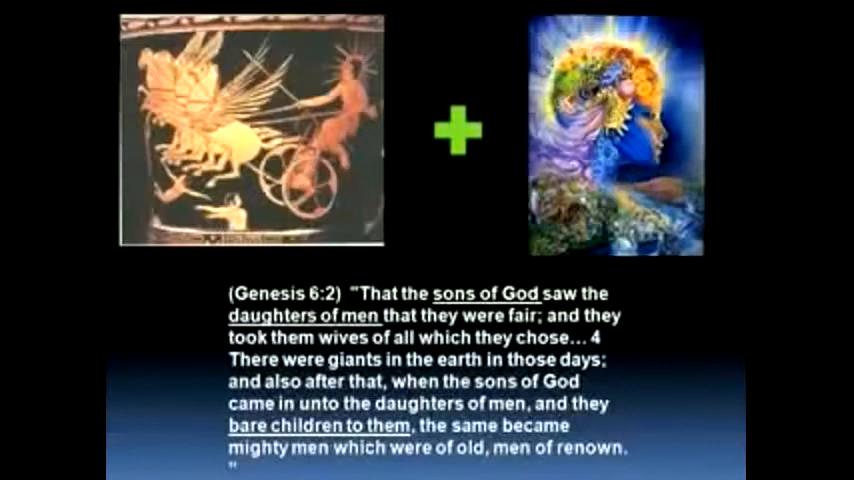 (Genesis 6:2) "That the sons of God saw the
daughters of men that they were fair; and they
took them wives of all which they chose... 4
There were giants in the earth in those days;
and also after that, when the sons of God
came in unto the daughters of men, and they
bare children to them, the same became
mighty men which were of old, men of renown.
"